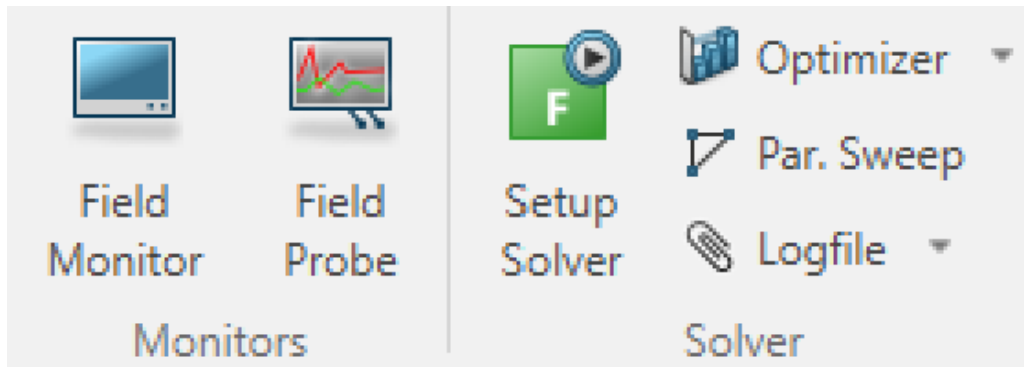 Field
Monitor
Field
Probe
Monitors
F
Setup
Solver
Optimizer
Par. Sweep
Logfile
Solver